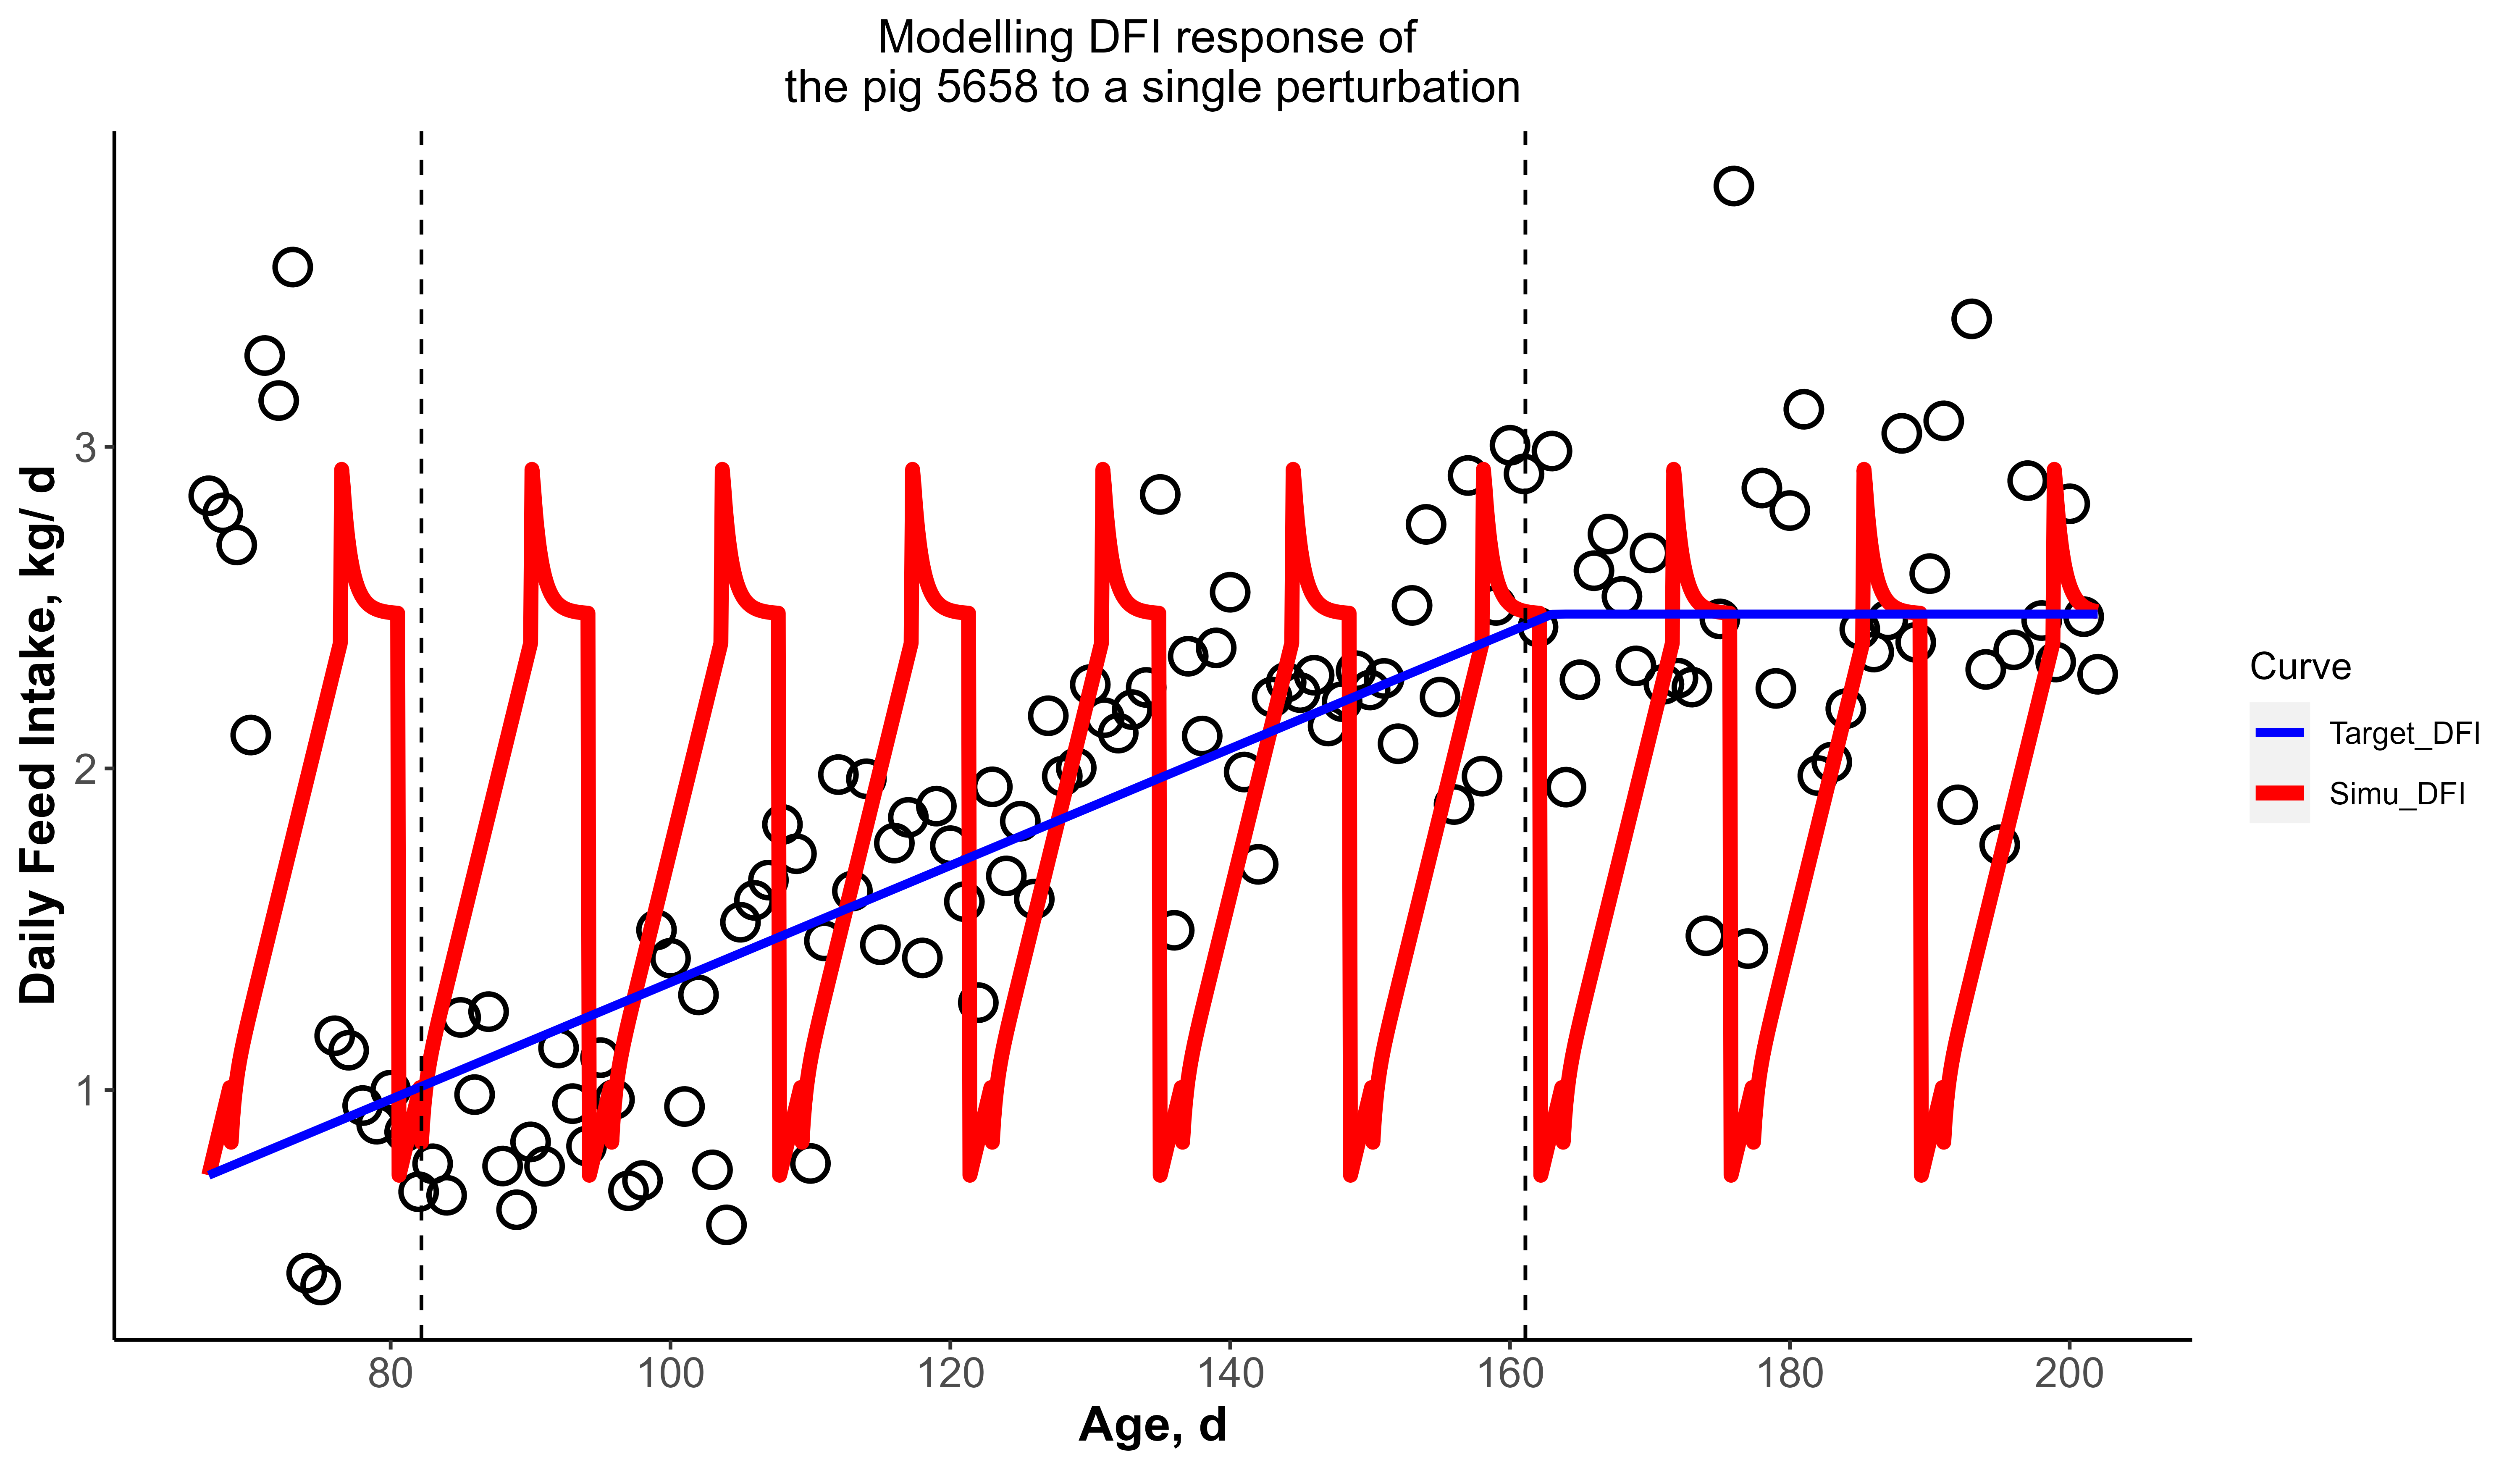 Modelling DFI response of
the pig 5658 to a single perturbation
Daily Feed Intake, kg/ d
3
2
1
80 100 120 140 160 180 200
Age, d
Curve
Target_DFI
Simu_DFI